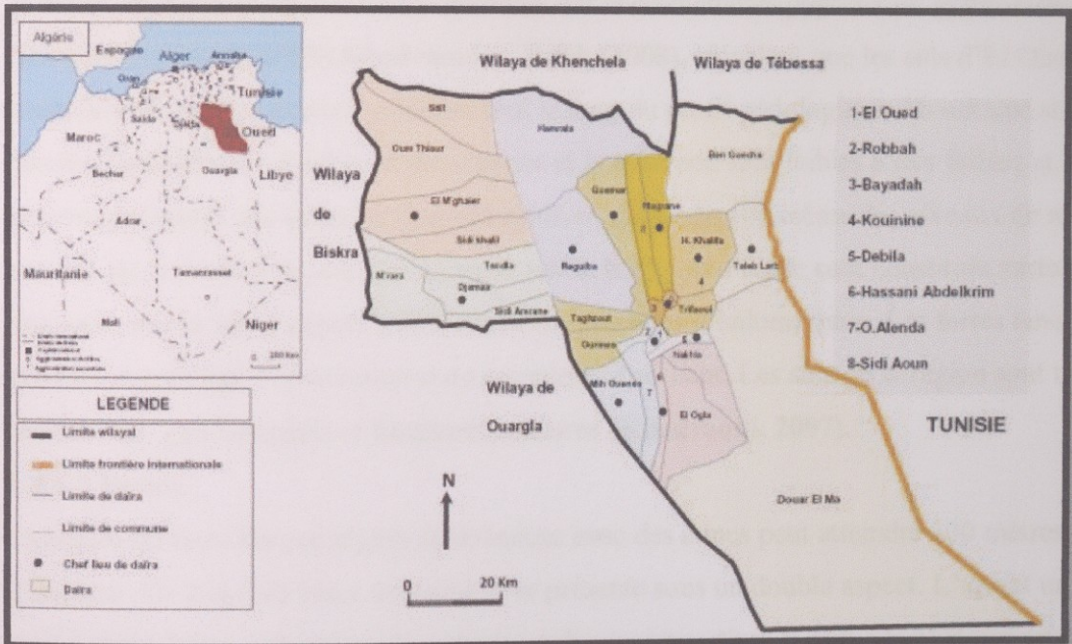 Algérie
Espagne
Alger
Annaba
Oran
Tunisie
Saida
Djelfa
El Oued
Maroc
Bechar
Ouargla
Libye
Adrar
Mauritanie
Tamanrasset
Mali
Niger
200 Km
LEGENDE
Limite wilayal
Limite frontière internationale
Limite de daïra
Limite de commune
Chef lieu de daïra
Daïra
Wilaya de Khenchela
Wilaya de Tébessa
Wilaya
de
Biskra
Still
Oum Thiour
El M'ghaier
Sidi khalil
Tendla
M'rara
Djamaa
Sidi Amrane
Hamraia
Reguiba
Guemar
Magrane
Ben Guecha
H. Khalifa
Taleb Larbi
4
Trifaoui
Taghzout
Ourmes
Nakhla
Mih Ouensa
7
El Ogla
Douar El Ma
Wilaya de
Ouargla
TUNISIE
N
0
20 Km
1-El Oued
2-Robbah
3-Bayadah
4-Kouinine
5-Debila
6-Hassani Abdelkrim
7-O.Alenda
8-Sidi Aoun